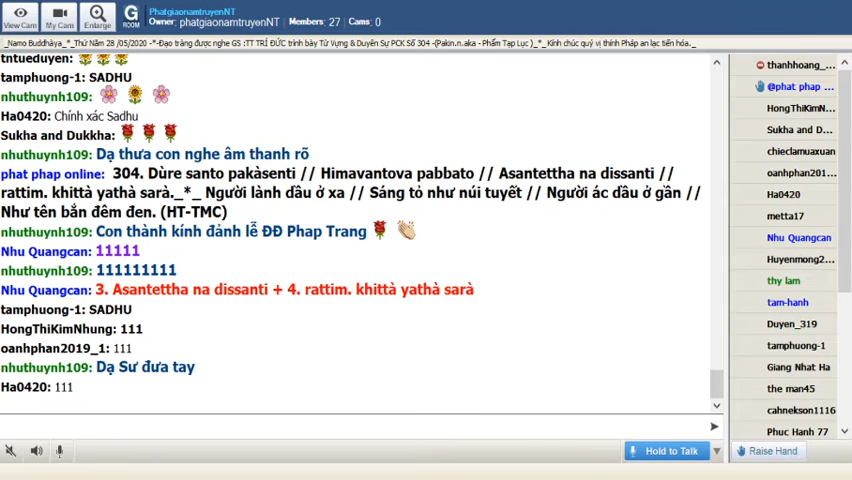 View Cam
My Cam
Enlarge
G
ROOM
PhatgiaonamtruyenNT
Owner: phatgiaonamtruyenNT Members: 27 Cams: 0
_Namo Buddhàya_*_Thứ Năm 28 /05/2020 -*-Đạo tràng được nghe GS :TT TRÍ ĐỨC trình bày Từ Vựng & Duyên Sự PCK Số 304 -(Pakin.n.aka - Phẩm Tạp Lục )_*_ Kính chúc quý vị thính Pháp an lạc tiến hóa._
tntueduyen:
tamphuong-1: SADHU
nhuthuynh109:
Ha0420: Chính xác Sadhu
Sukha and Dukkha:
nhuthuynh109: Dạ thưa con nghe âm thanh rõ
phat phap online: 304. Dùre santo pakàsenti // Himavantova pabbato // Asantettha na dissanti //
rattim. khittà yathà sarà._*_ Người lành dầu ở xa // Sáng tỏ như núi tuyết // Người ác dầu ở gần //
Như tên bắn đêm đen. (HT-TMC)
nhuthuynh109: Con thành kính đảnh lễ ĐĐ Phap Trang
Nhu Quangcan: 11111
nhuthuynh109: 111111111
Nhu Quangcan: 3. Asantettha na dissanti + 4. rattim. khittà yathà sarà
tamphuong-1: SADHU
HongThiKimNhung: 111
oanhphan2019_1: 111
nhuthuynh109: Dạ Sư đưa tay
Ha0420: 111
thanhhoang_...
@phat phap ...
HongThiKimN...
Sukha and D...
chieclamuaxuan
oanhphan201...
Ha0420
metta17
Nhu Quangcan
Huyenmong2...
thy lam
tam-hanh
Duyen_319
tamphuong-1
Giang Nhat Ha
the man45
cahnekson1116
Phuc Hanh 77
Hold to Talk
Raise Hand